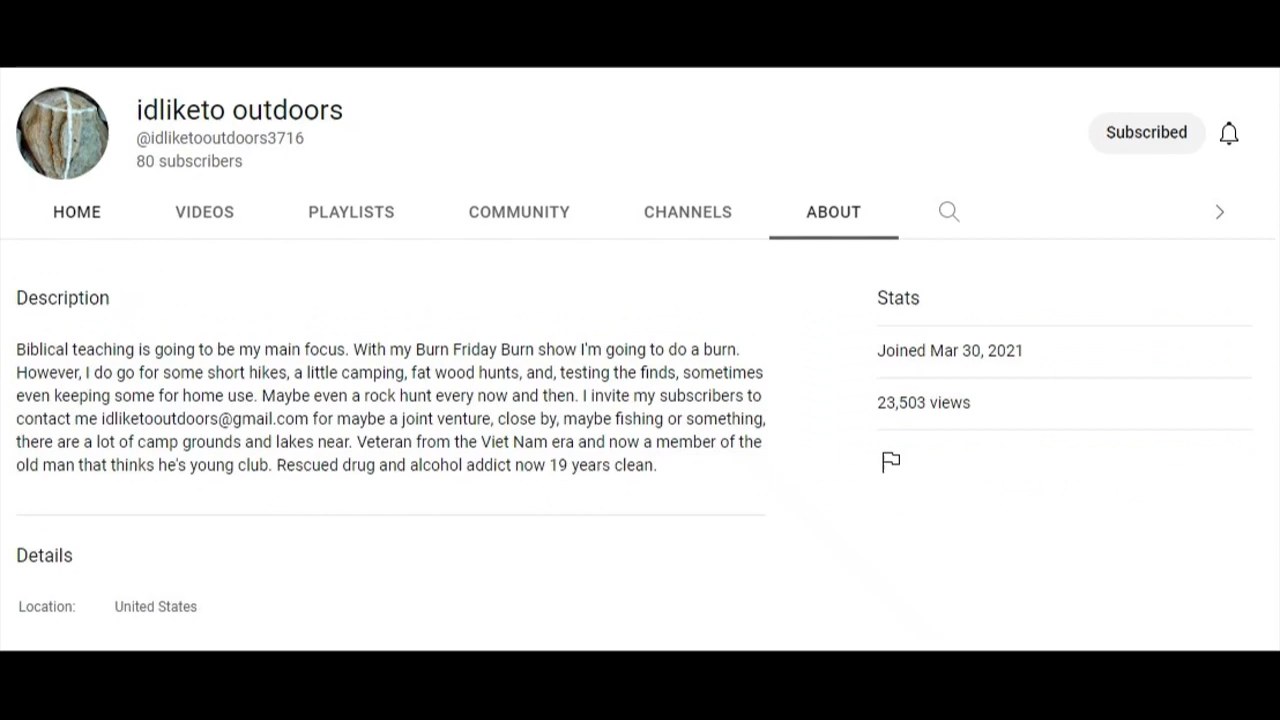 idliketo outdoors
@idliketooutdoors3716
80 subscribers
Subscribed
HOME VIDEOS PLAYLISTS COMMUNITY CHANNELS ABOUT
Description
Biblical teaching is going to be my main focus. With my Burn Friday Burn show I'm going to do a burn.
However, I do go for some short hikes, a little camping, fat wood hunts, and, testing the finds, sometimes
even keeping some for home use. Maybe even a rock hunt every now and then. I invite my subscribers to
contact me idliketooutdoors@gmail.com for maybe a joint venture, close by, maybe fishing or something,
there are a lot of camp grounds and lakes near. Veteran from the Viet Nam era and now a member of the
old man that thinks he's young club. Rescued drug and alcohol addict now 19 years clean.
Stats
Joined Mar 30, 2021
23,503 views
Details
Location: United States